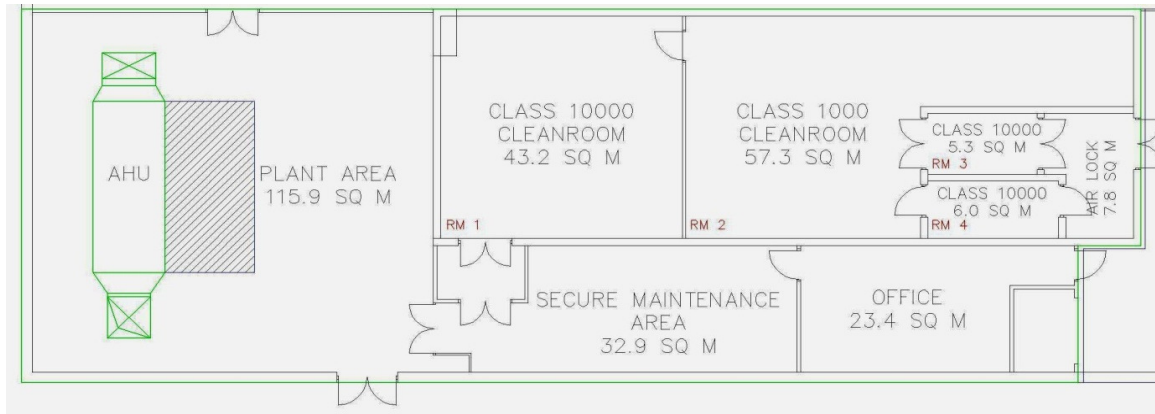 AHU
PLANT AREA
115.9 SQ M
CLASS 10000
CLEANROOM
43.2 SQ M
RM 1
CLASS 1000
CLEANROOM
57.3 SQ M
RM 2
CLASS 10000
5.3 SQ M
RM 3
CLASS 10000
6.0 SQ M
RM 4
AIR LOCK
7.8 SQ M
SECURE MAINTENANCE
AREA
32.9 SQ M
OFFICE
23.4 SQ M